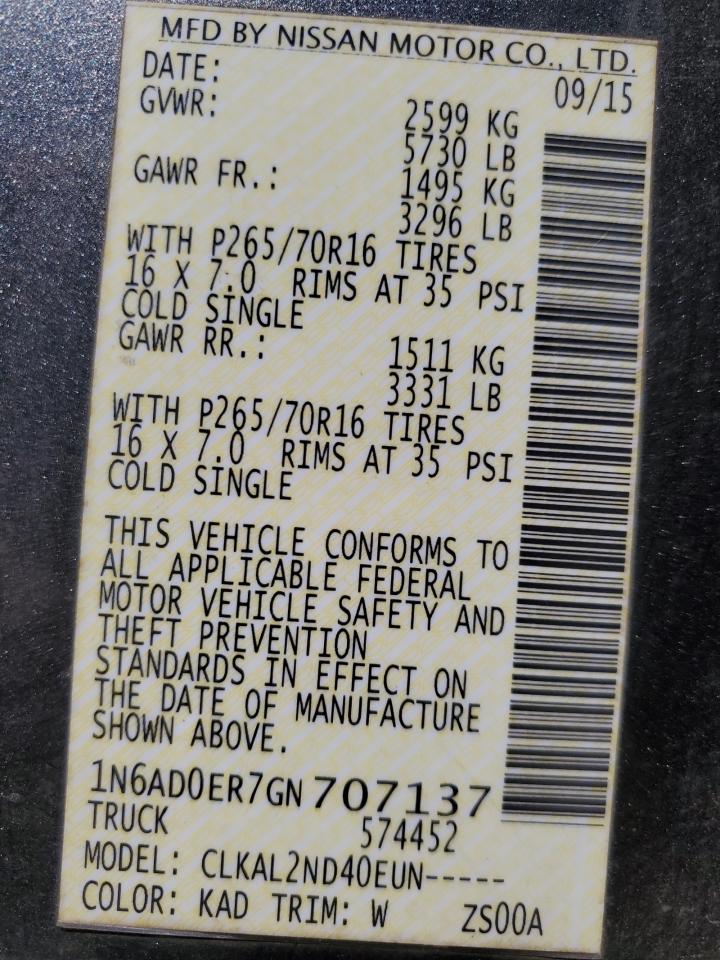 MFD BY NISSAN MOTOR CO., LTD.
DATE: 09/15
GVWR: 2599 KG
5730 LB
GAWR FR.: 1495 KG
3296 LB
WITH P265/70R16 TIRES
16 X 7.0 RIMS AT 35 PSI
COLD SINGLE
GAWR RR.: 1511 KG
3331 LB
WITH P265/70R16 TIRES
16 X 7.0 RIMS AT 35 PSI
COLD SINGLE
THIS VEHICLE CONFORMS TO
ALL APPLICABLE FEDERAL
MOTOR VEHICLE SAFETY AND
THEFT PREVENTION
STANDARDS IN EFFECT ON
THE DATE OF MANUFACTURE
SHOWN ABOVE.
1N6AD0ER7GN707137
TRUCK 574452
MODEL: CLKAL2ND40EUN-----
COLOR: KAD TRIM: W ZS00A